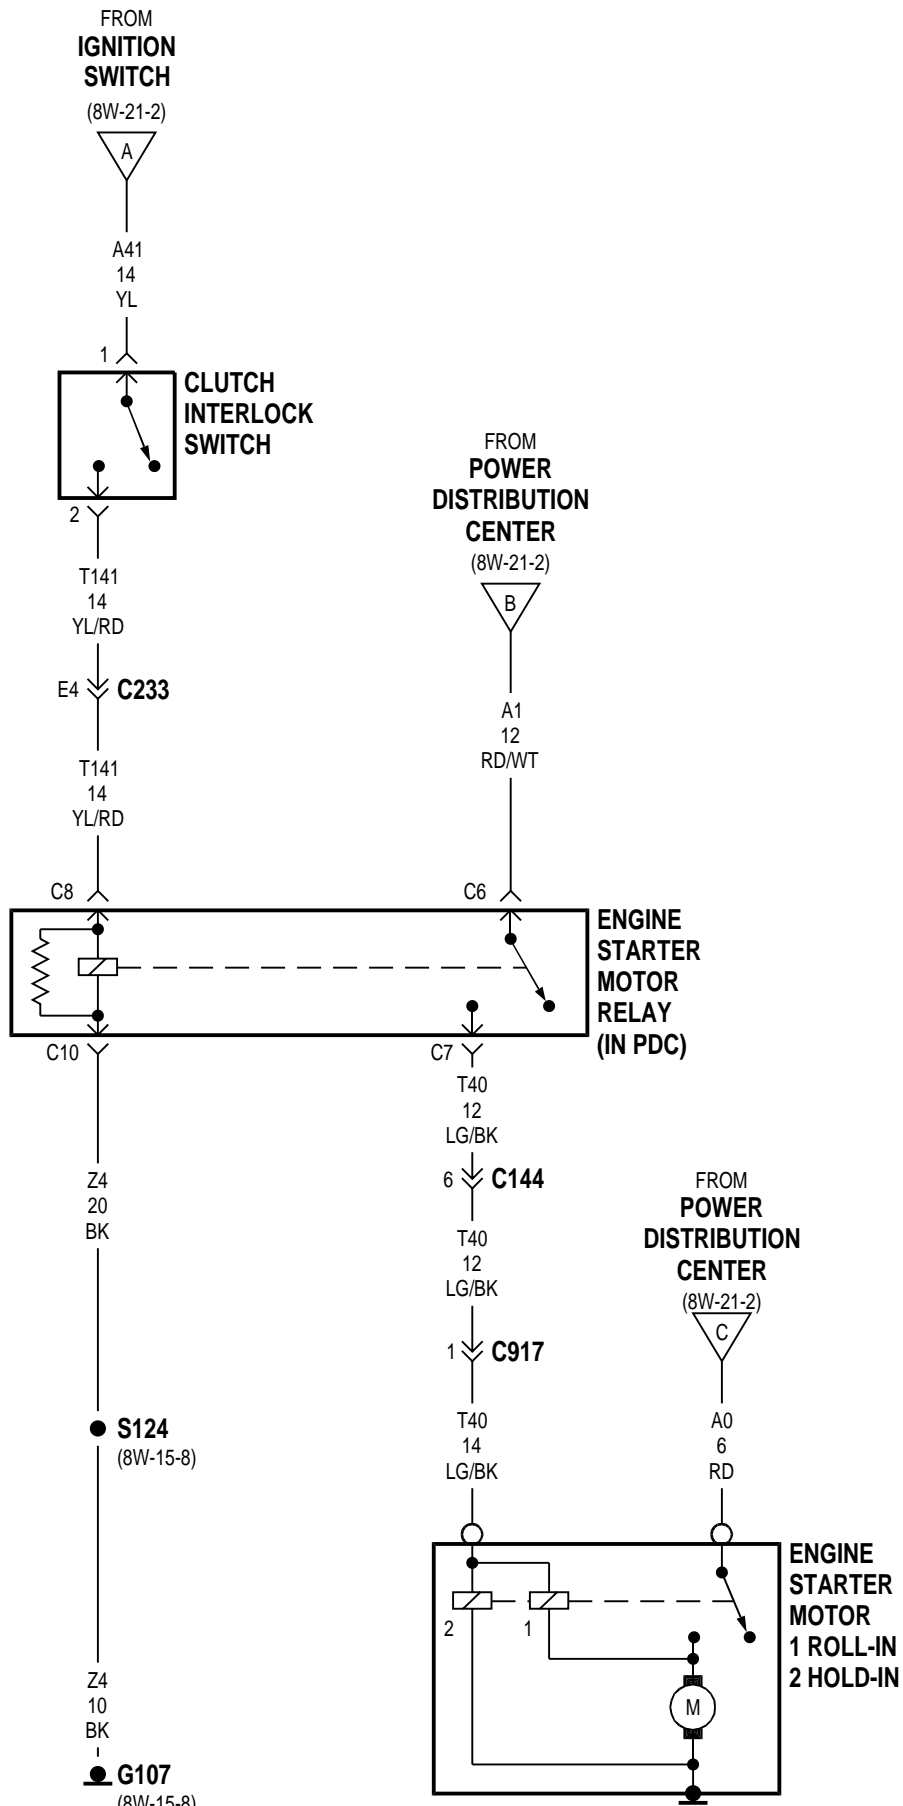 FROM
IGNITION
SWITCH
(8W-21-2)
A
A41
14
YL
1
CLUTCH
INTERLOCK
SWITCH
2
T141
14
YL/RD
E4
C233
T141
14
YL/RD
C8
FROM
POWER
DISTRIBUTION
CENTER
(8W-21-2)
B
A1
12
RD/WT
C6
ENGINE
STARTER
MOTOR
RELAY
(IN PDC)
C10
C7
Z4
20
BK
S124
(8W-15-8)
Z4
10
BK
G107
(8W-15-8)
T40
12
LG/BK
6
C144
T40
12
LG/BK
1
C917
T40
14
LG/BK
FROM
POWER
DISTRIBUTION
CENTER
(8W-21-2)
C
A0
6
RD
ENGINE
STARTER
MOTOR
1 ROLL-IN
2 HOLD-IN
2
1
M